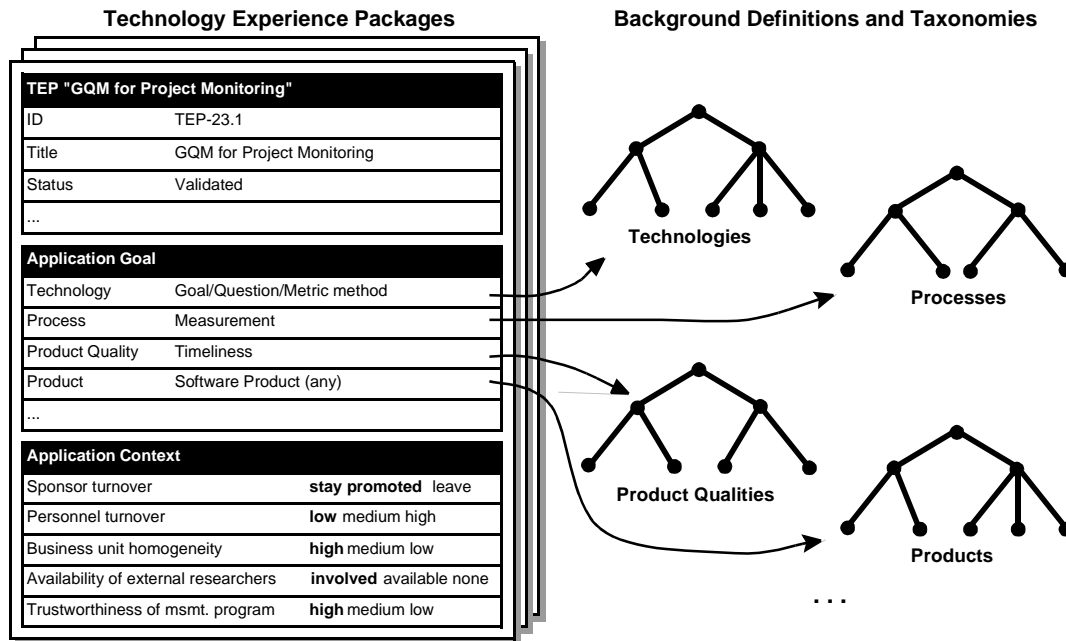 Technology Experience Packages
Background Definitions and Taxonomies
TEP "GQM for Project Monitoring"
ID TEP-23.1
Title GQM for Project Monitoring
Status Validated
...
Application Goal
Technology Goal/Question/Metric method
Process Measurement
Product Quality Timeliness
Product Software Product (any)
...
Application Context
Sponsor turnover stay promoted leave
Personnel turnover low medium high
Business unit homogeneity high medium low
Availability of external researchers involved available none
Trustworthiness of msmt. program high medium low
Technologies
Processes
Product Qualities
Products
...